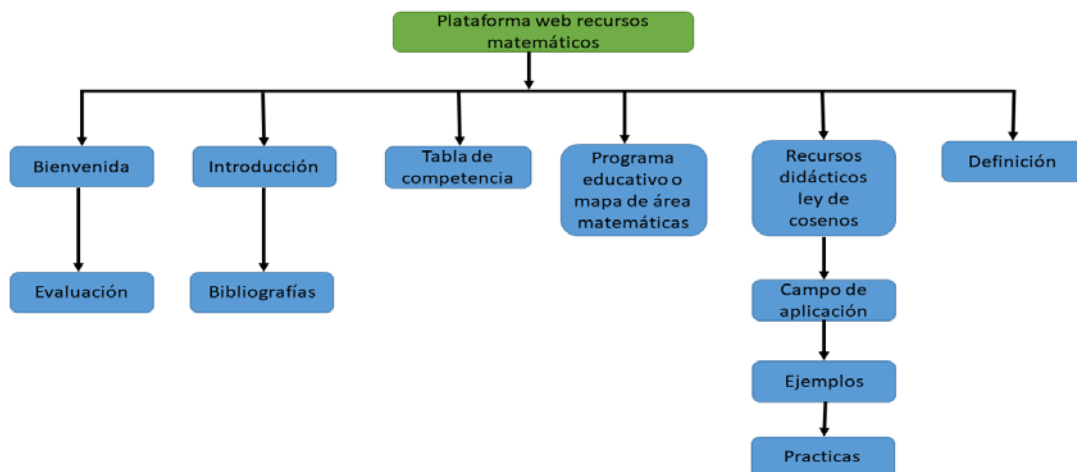 Plataforma web recursos
matemáticos
Bienvenida
Introducción
Tabla de
competencia
Programa
educativo o
mapa de área
matemáticas
Recursos
didácticos
ley de
cosenos
Definición
Evaluación
Bibliografías
Campo de
aplicación
Ejemplos
Practicas